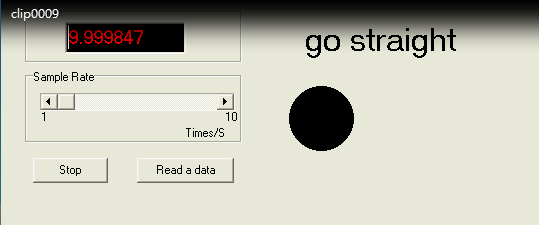 clip0009
9.999847
go straight
Sample Rate
1
10
Times/S
Stop
Read a data